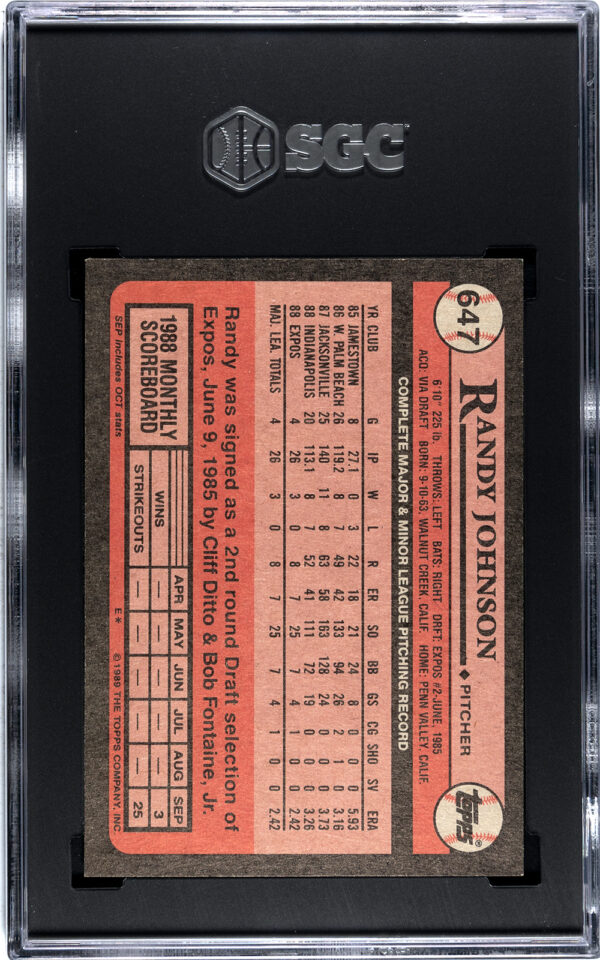 SGC
647
RANDY JOHNSON ♦ PITCHER
TOPPS®
6'10" 225 lb. THROWS: LEFT BATS: RIGHT DRFT: EXPOS #2-JUNE, 1985
ACQ: VIA DRAFT BORN: 9-10-63, WALNUT CREEK, CALIF. HOME: PENN VALLEY, CALIF.
COMPLETE MAJOR & MINOR LEAGUE PITCHING RECORD
YR CLUB G IP W L R ER SO BB GS CG SHO SV ERA
85 JAMESTOWN 8 27.1 0 3 22 18 21 24 8 0 0 0 5.93
86 W. PALM BEACH 26 119.2 8 7 49 42 133 94 26 2 1 0 3.16
87 JACKSONVILLE 25 140 11 8 63 58 163 128 24 0 0 0 3.73
88 INDIANAPOLIS 20 113.1 8 7 52 41 111 72 19 0 0 0 3.26
88 EXPOS 4 26 3 0 8 7 25 7 4 1 0 0 2.42
MAJ. LEA. TOTALS 4 26 3 0 8 7 25 7 4 1 0 0 2.42
Randy was signed as a 2nd round Draft selection of
Expos, June 9, 1985 by Cliff Ditto & Bob Fontaine, Jr.
1988 MONTHLY
SCOREBOARD
APR MAY JUN JUL AUG SEP
WINS — — — — — 3
STRIKEOUTS — — — — — 25
SEP includes OCT stats
E* ©1989 THE TOPPS COMPANY, INC.